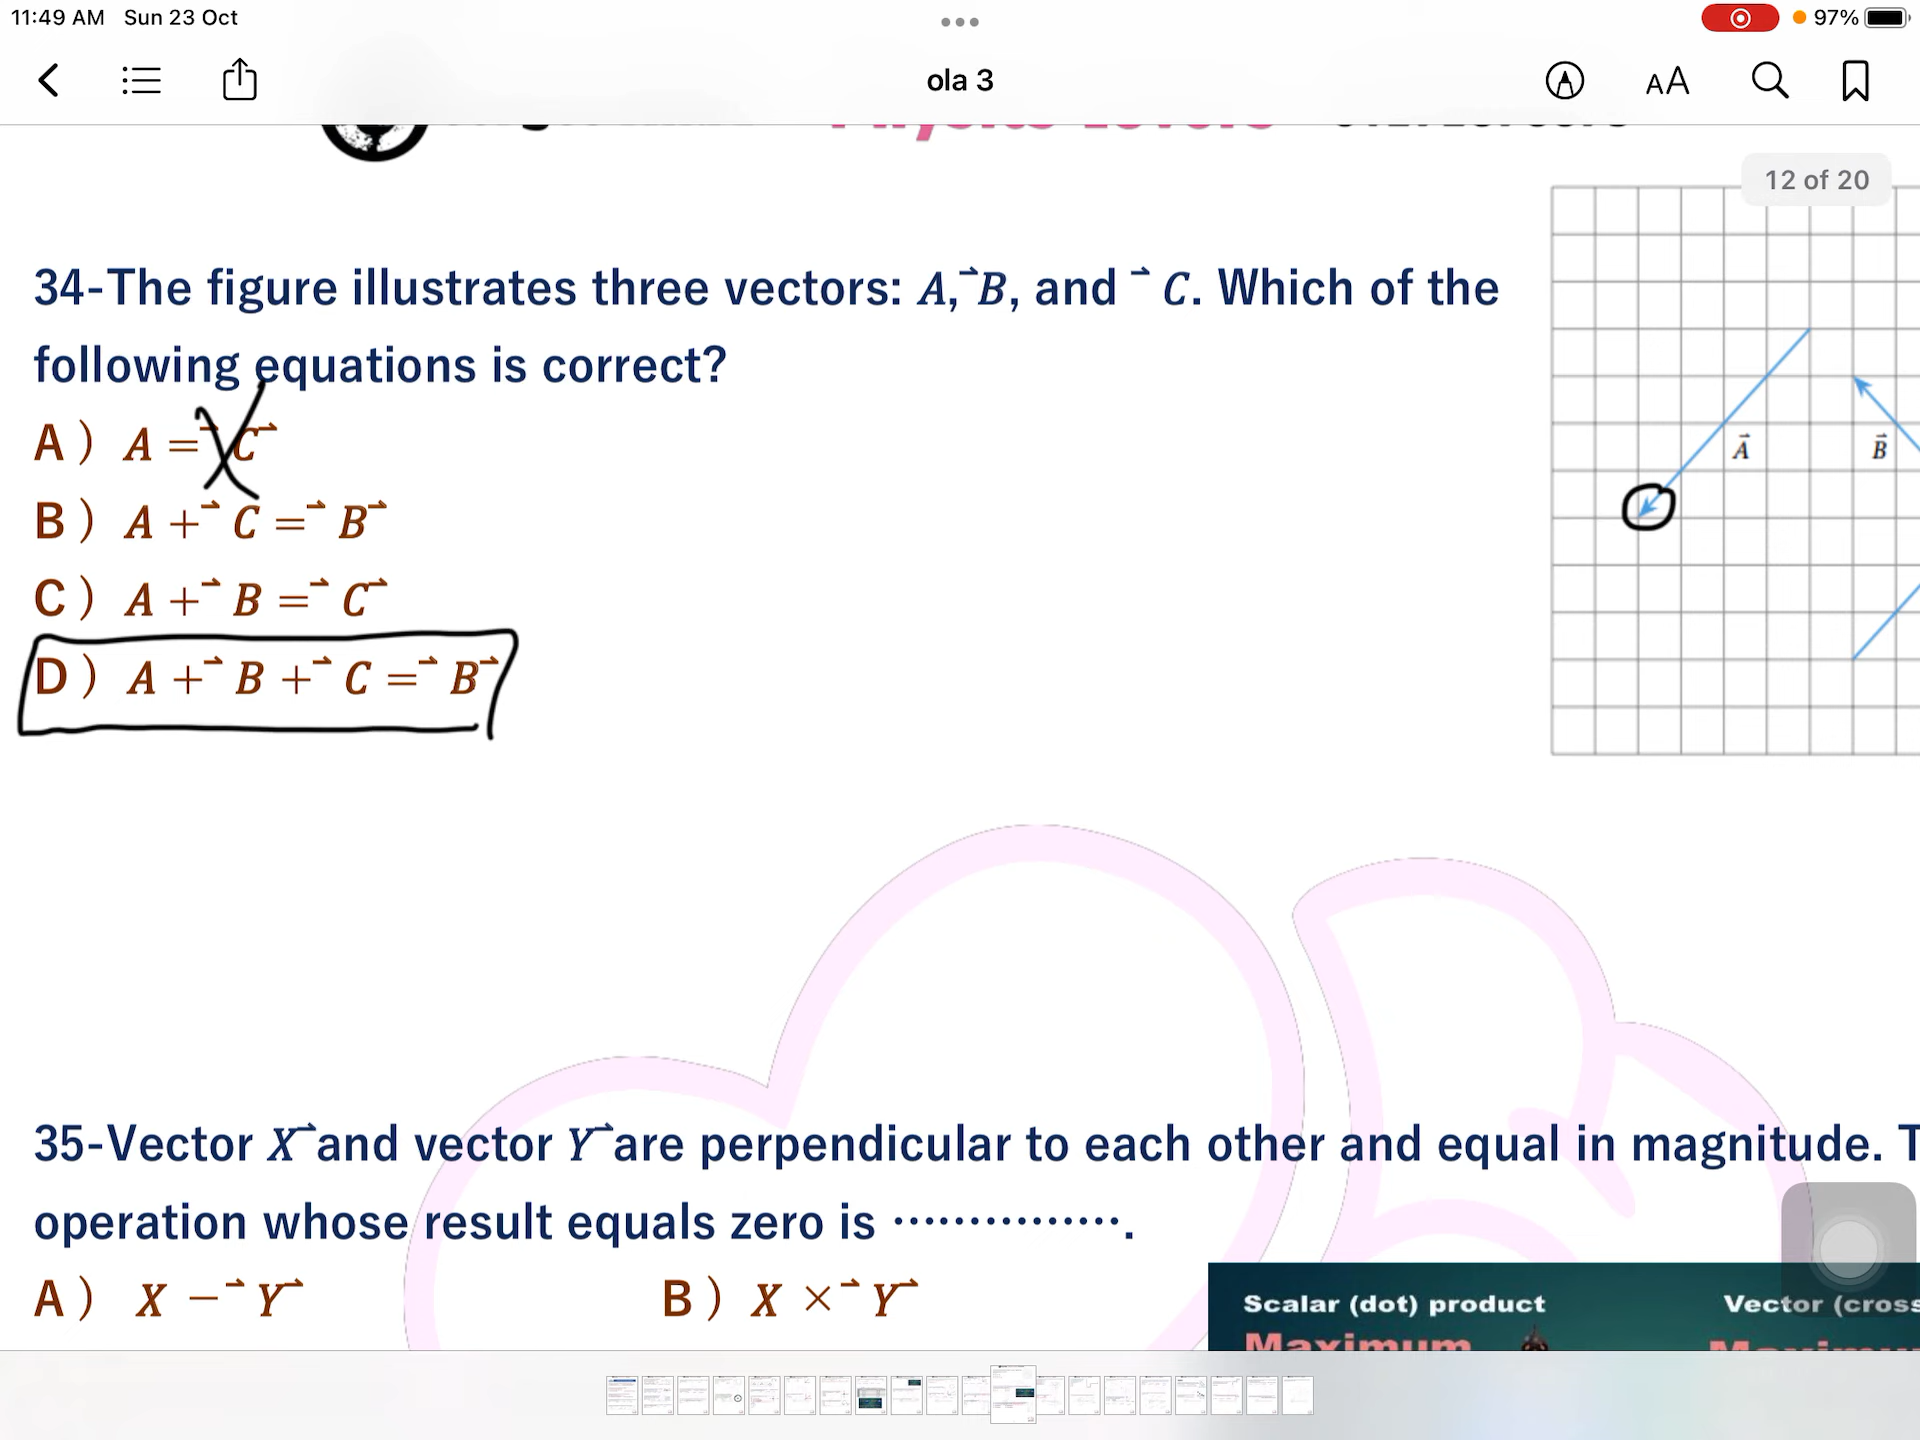 11:49 AM Sun 23 Oct
97%
ola 3
12 of 20
34-The figure illustrates three vectors: A,⃗B, and ⃗ C. Which of the
following equations is correct?
A) A =⃗ C⃗
B) A +⃗ C =⃗ B⃗
C) A +⃗ B =⃗ C⃗
D) A +⃗ B +⃗ C =⃗ B⃗
A⃗
B⃗
35-Vector X⃗ and vector Y⃗ are perpendicular to each other and equal in magnitude. T
operation whose result equals zero is ...............
A) X −⃗ Y⃗
B) X ×⃗ Y⃗
Scalar (dot) product
Vector (cross
Maximum